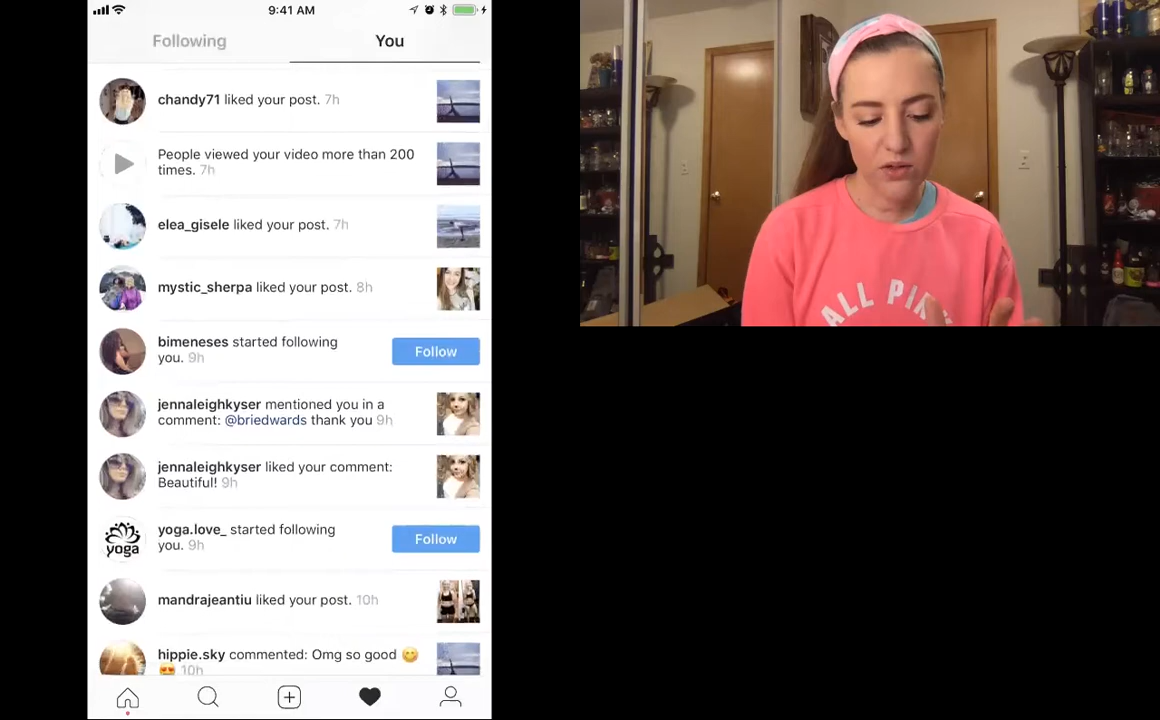 9:41 AM
Following You
chandy71 liked your post. 7h
People viewed your video more than 200
times. 7h
elea_gisele liked your post. 7h
mystic_sherpa liked your post. 8h
bimeneses started following
you. 9h
Follow
jennaleighkyser mentioned you in a
comment: @briedwards thank you 9h
jennaleighkyser liked your comment:
Beautiful! 9h
yoga.love_ started following
you. 9h
Follow
yoga
mandrajeantiu liked your post. 10h
hippie.sky commented: Omg so good 😋
😍 10h
ALL PINK